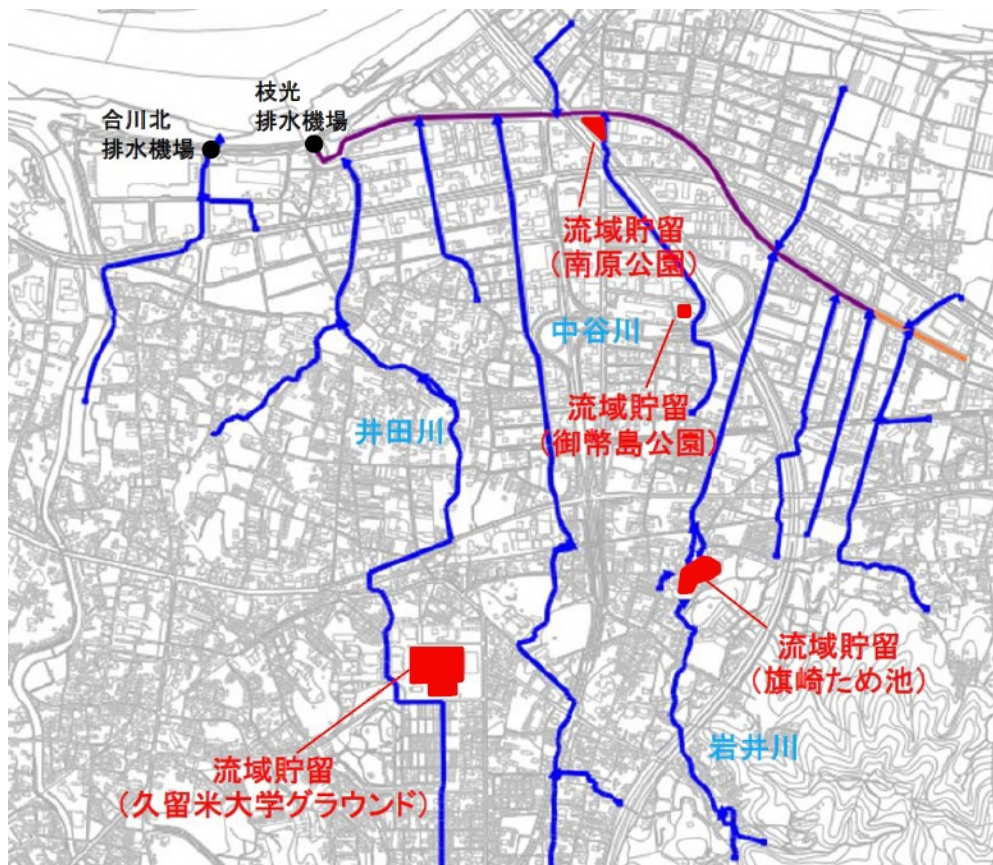 枝光
排水機場
合川北
排水機場
流域貯留
(南原公園)
中谷川
流域貯留
(御幣島公園)
井田川
流域貯留
(旗崎ため池)
岩井川
流域貯留
(久留米大学グラウンド)